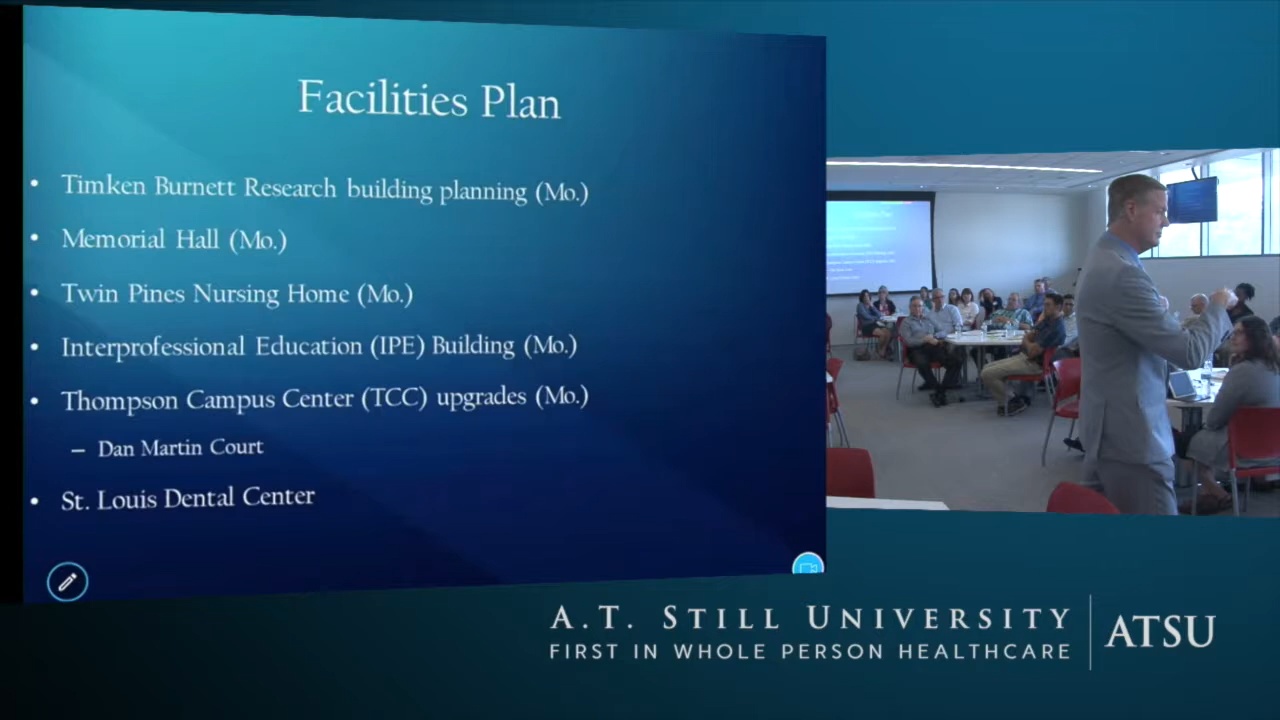 Facilities Plan
• Timken Burnett Research building planning (Mo.)
• Memorial Hall (Mo.)
• Twin Pines Nursing Home (Mo.)
• Interprofessional Education (IPE) Building (Mo.)
• Thompson Campus Center (TCC) upgrades (Mo.)
– Dan Martin Court
• St. Louis Dental Center
A.T. STILL UNIVERSITY
FIRST IN WHOLE PERSON HEALTHCARE
ATSU